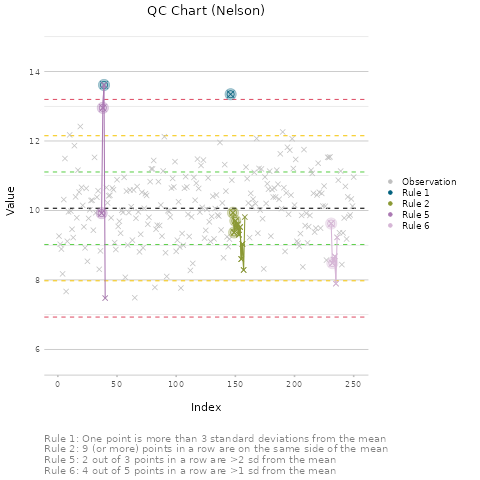 QC Chart (Nelson)
Value
14
12
10
8
6
0
50
100
150
200
250
Index
Observation
Rule 1
Rule 2
Rule 5
Rule 6
Rule 1: One point is more than 3 standard deviations from the mean
Rule 2: 9 (or more) points in a row are on the same side of the mean
Rule 5: 2 out of 3 points in a row are >2 sd from the mean
Rule 6: 4 out of 5 points in a row are >1 sd from the mean